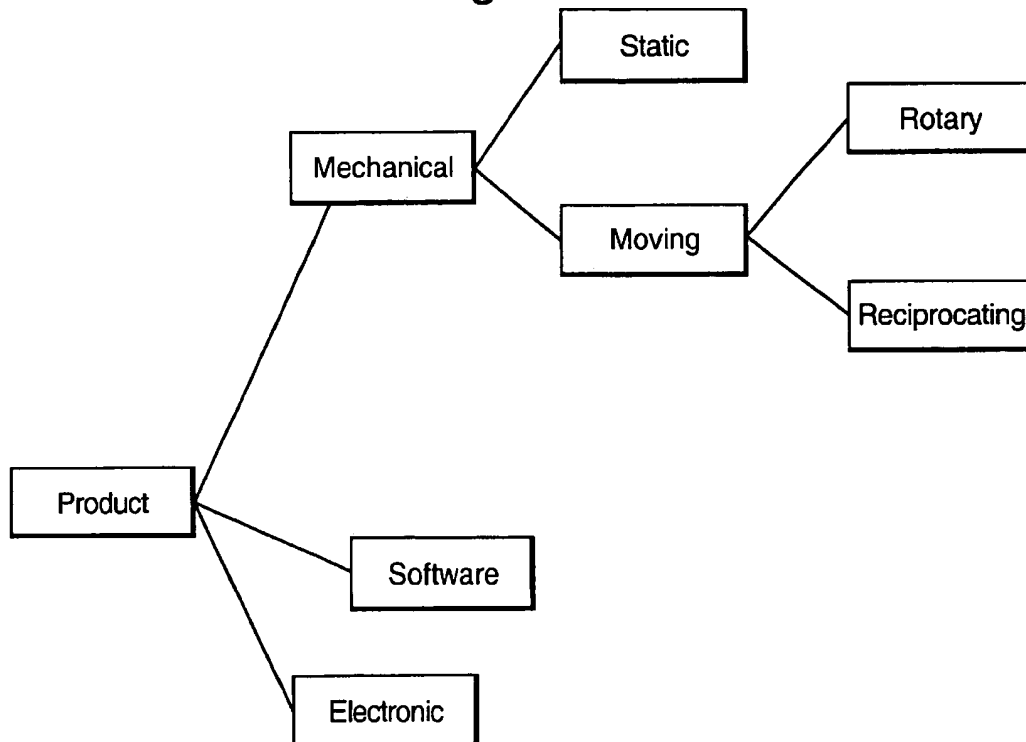 Static
Rotary
Mechanical
Moving
Reciprocating
Product
Software
Electronic